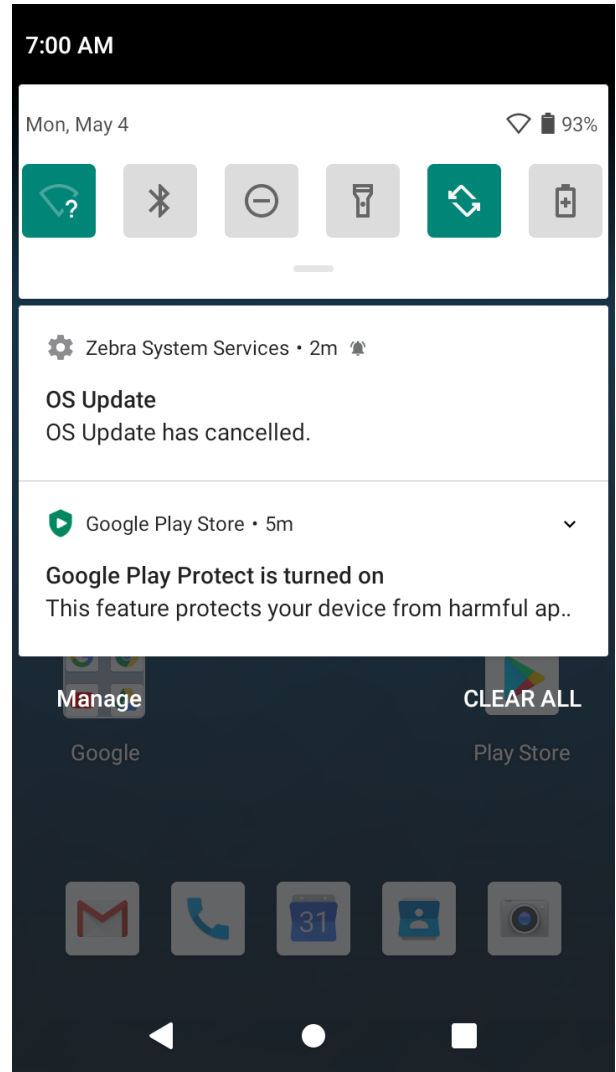 7:00 AM
Mon, May 4
93%
?
Zebra System Services • 2m
OS Update
OS Update has cancelled.
Google Play Store • 5m
Google Play Protect is turned on
This feature protects your device from harmful ap..
Manage
CLEAR ALL
Google
Play Store
31